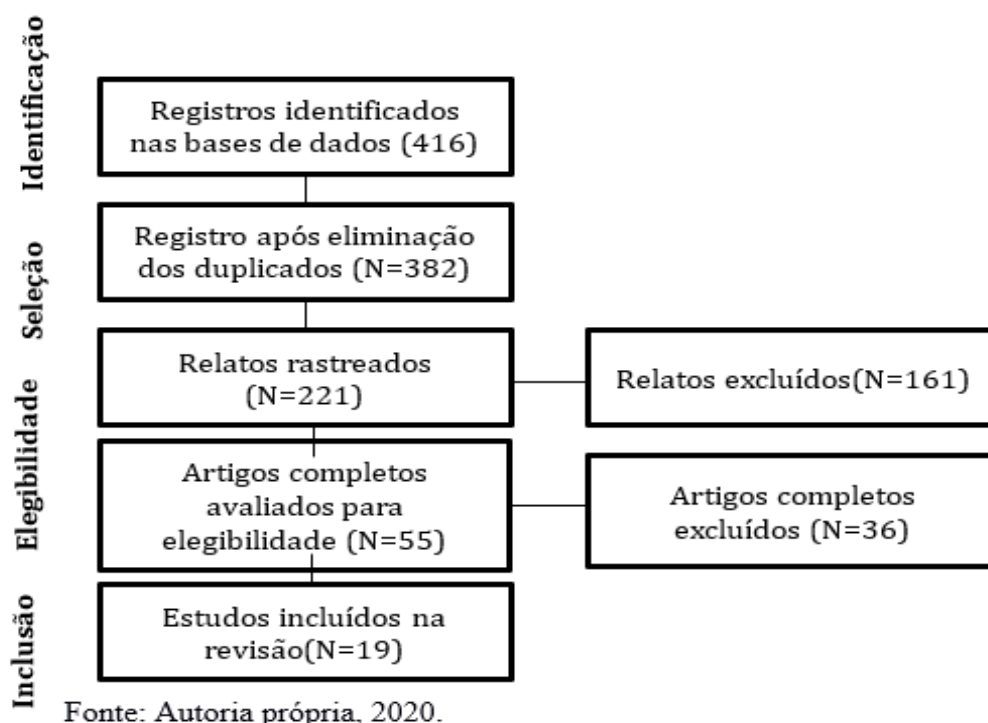 Identificação
Registros identificados
nas bases de dados (416)
Seleção
Registro após eliminação
dos duplicados (N=382)
Relatos rastreados
(N=221)
Relatos excluídos(N=161)
Elegibilidade
Artigos completos
avaliados para
elegibilidade (N=55)
Artigos completos
excluídos (N=36)
Inclusão
Estudos incluídos na
revisão(N=19)
Fonte: Autoria própria, 2020.